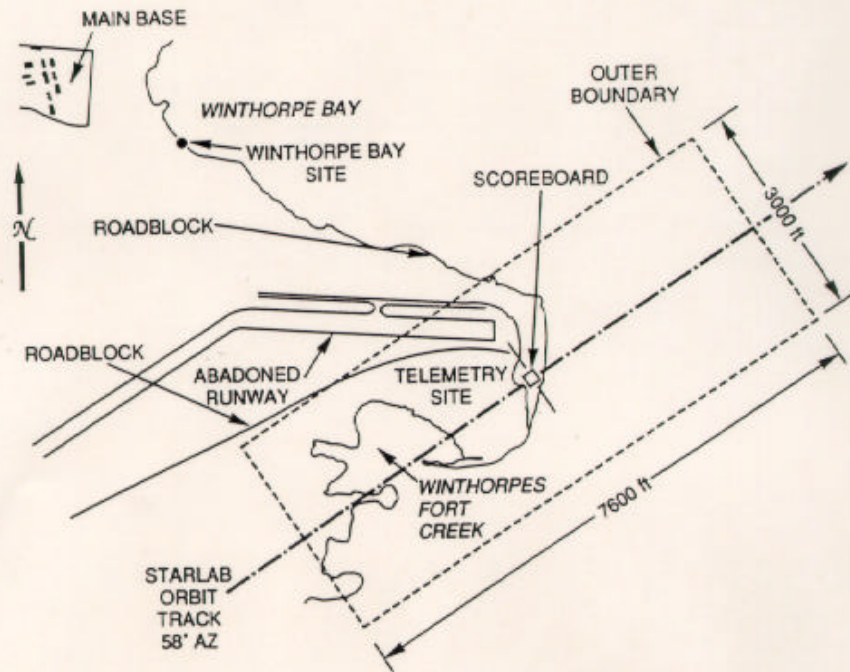 MAIN BASE
OUTER
BOUNDARY
WINTHORPE BAY
WINTHORPE BAY
SITE
SCOREBOARD
3000 ft
N
ROADBLOCK
ROADBLOCK
ABADONED
RUNWAY
TELEMETRY
SITE
WINTHORPES
FORT
CREEK
7600 ft
STARLAB
ORBIT
TRACK
58° AZ